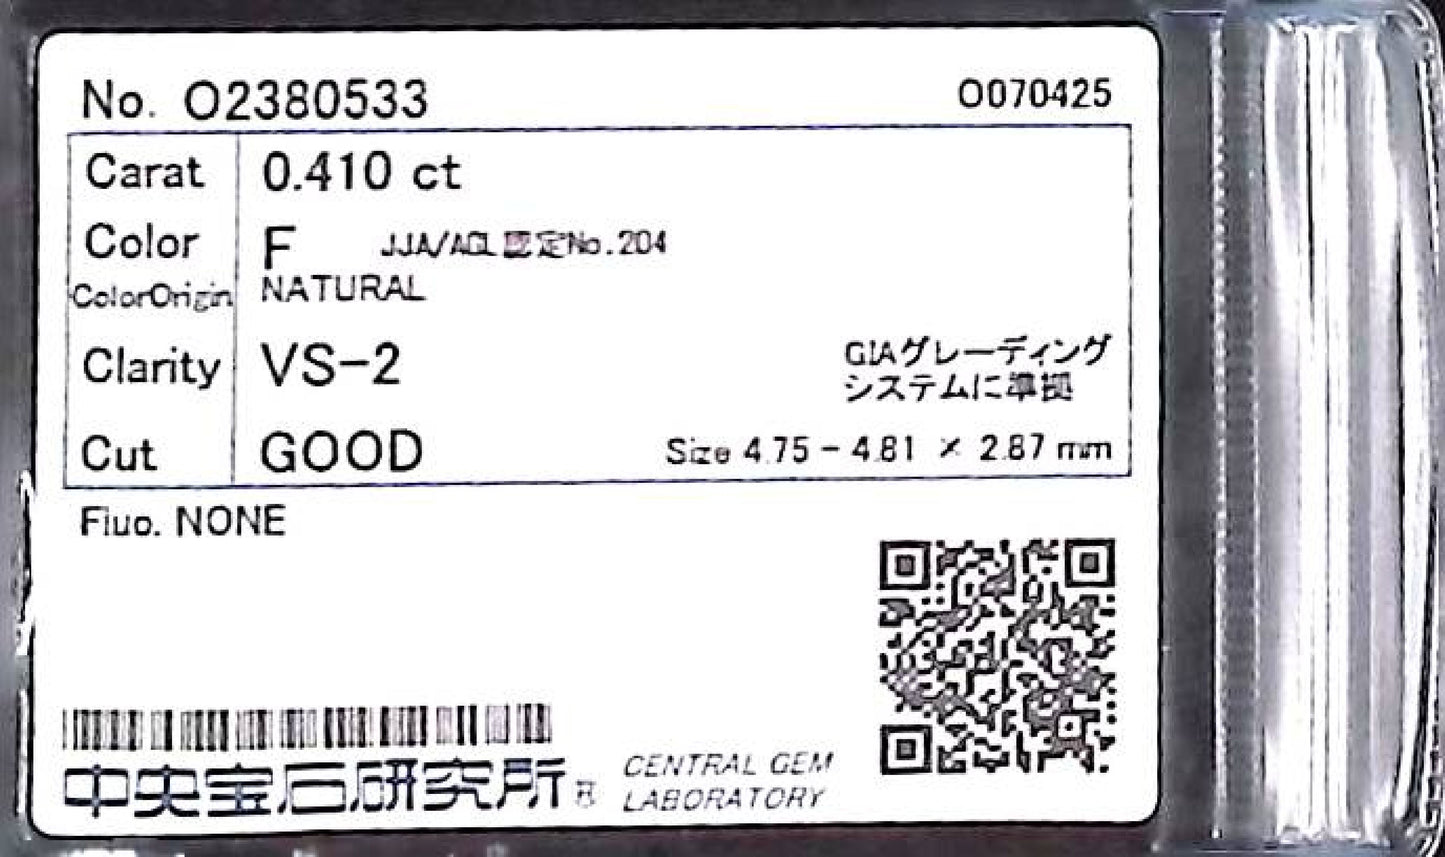 No. O2380533
O070425
Carat 0.410 ct
Color F JJA/AGL認定No.204
ColorOrigin NATURAL
Clarity VS-2
GIAグレーディング
システムに準拠
Cut GOOD Size 4.75 - 4.81 × 2.87 mm
Fluo. NONE
中央宝石研究所®
CENTRAL GEM
LABORATORY